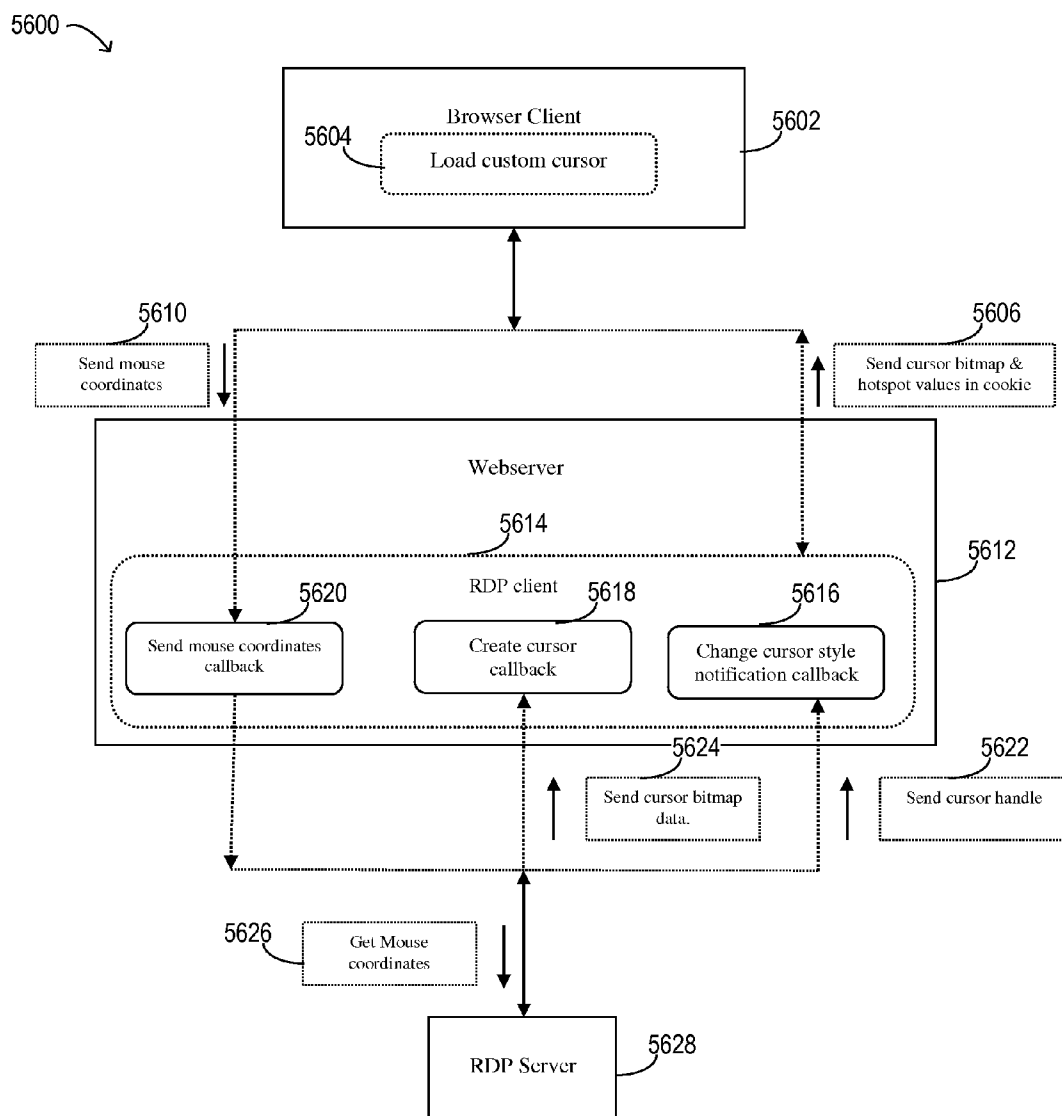 5600
Browser Client
5602
5604
Load custom cursor
5610
5606
Send mouse
coordinates
Send cursor bitmap &
hotspot values in cookie
Webserver
5614
5612
RDP client
5620
5618
5616
Send mouse coordinates
callback
Create cursor
callback
Change cursor style
notification callback
5624
5622
Send cursor bitmap
data.
Send cursor handle
5626
Get Mouse
coordinates
RDP Server
5628